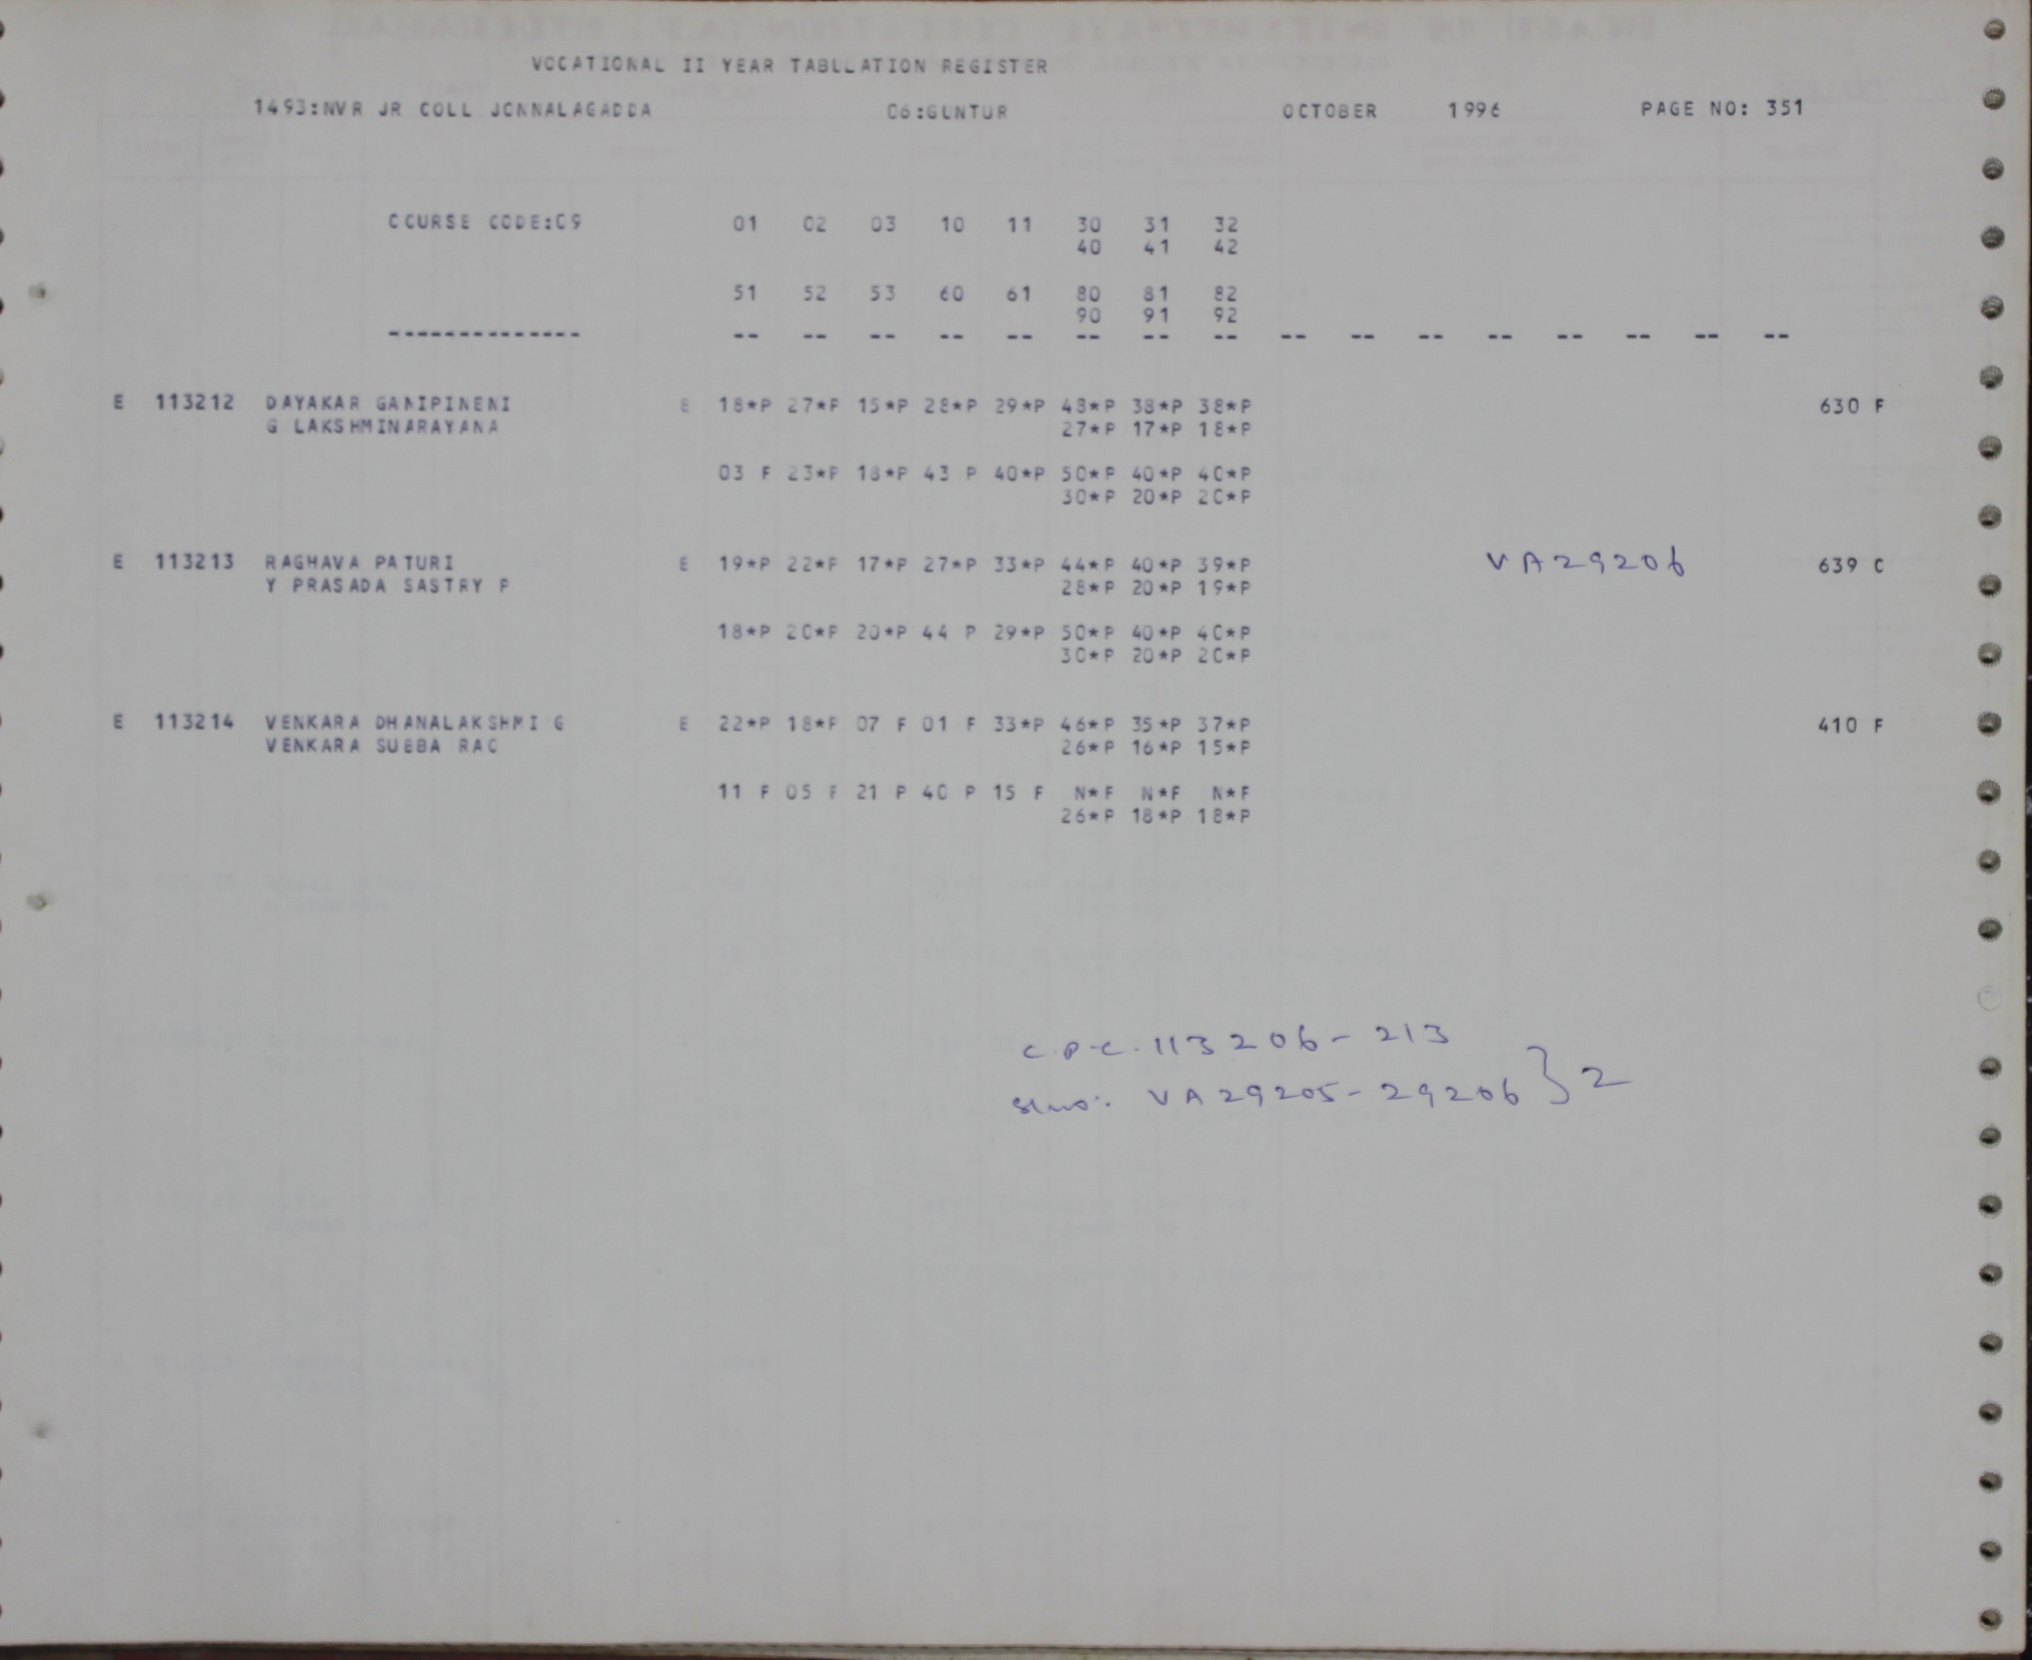 VOCATIONAL II YEAR TABULATION REGISTER
1493:NVR JR COLL JONNALAGADDA 06:GUNTUR OCTOBER 1996 PAGE NO: 351
COURSE CODE:09 01 02 03 10 11 30 31 32
40 41 42
51 52 53 60 61 80 81 82
90 91 92
-------------- -- -- -- -- -- -- -- -- -- -- -- -- -- -- -- --
E 113212 DAYAKAR GANIPINENI E 18*P 27*P 15*P 28*P 29*P 48*P 38*P 38*P 630 F
G LAKSHMINARAYANA 27*P 17*P 18*P
03 F 23*P 18*P 43 P 40*P 50*P 40*P 40*P
30*P 20*P 20*P
E 113213 RAGHAVA PATURI E 19*P 22*P 17*P 27*P 33*P 44*P 40*P 39*P VA29206 639 C
Y PRASADA SASTRY P 28*P 20*P 19*P
18*P 20*P 20*P 44 P 29*P 50*P 40*P 40*P
30*P 20*P 20*P
E 113214 VENKARA DHANALAKSHMI G E 22*P 18*P 07 F 01 F 33*P 46*P 35*P 37*P 410 F
VENKARA SUBBA RAO 26*P 16*P 15*P
11 F 05 F 21 P 40 P 15 F N*F N*F N*F
26*P 18*P 18*P
C.P.C. 113206 - 213
Slno:. VA29205 - 29206 } 2